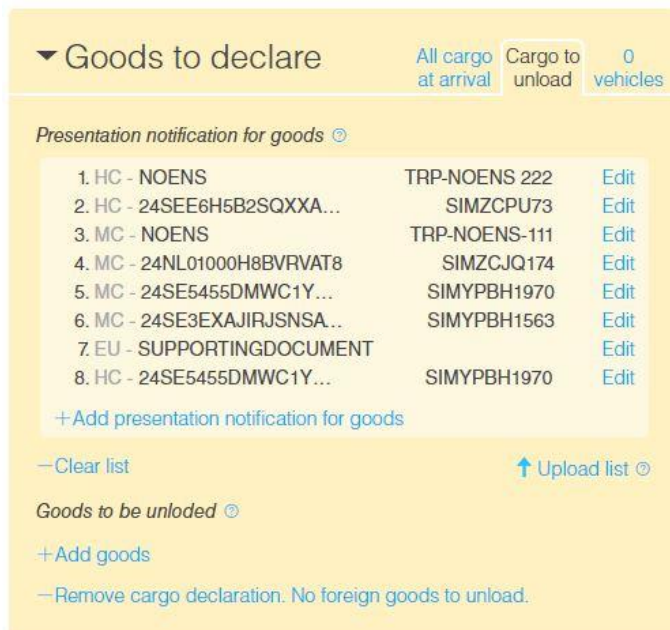 Goods to declare
All cargo at arrival
Cargo to unload
0 vehicles
Presentation notification for goods
1. HC - NOENS TRP-NOENS 222 Edit
2. HC - 24SEE6H5B2SQXXA... SIMZCPU73 Edit
3. MC - NOENS TRP-NOENS-111 Edit
4. MC - 24NL01000H8BVRVAT8 SIMZCJQ174 Edit
5. MC - 24SE5455DMWC1Y... SIMYPBH1970 Edit
6. MC - 24SE3EXAJIRJSNSA... SIMYPBH1563 Edit
7. EU - SUPPORTINGDOCUMENT Edit
8. HC - 24SE5455DMWC1Y... SIMYPBH1970 Edit
+Add presentation notification for goods
—Clear list
Upload list
Goods to be unloded
+Add goods
—Remove cargo declaration. No foreign goods to unload.